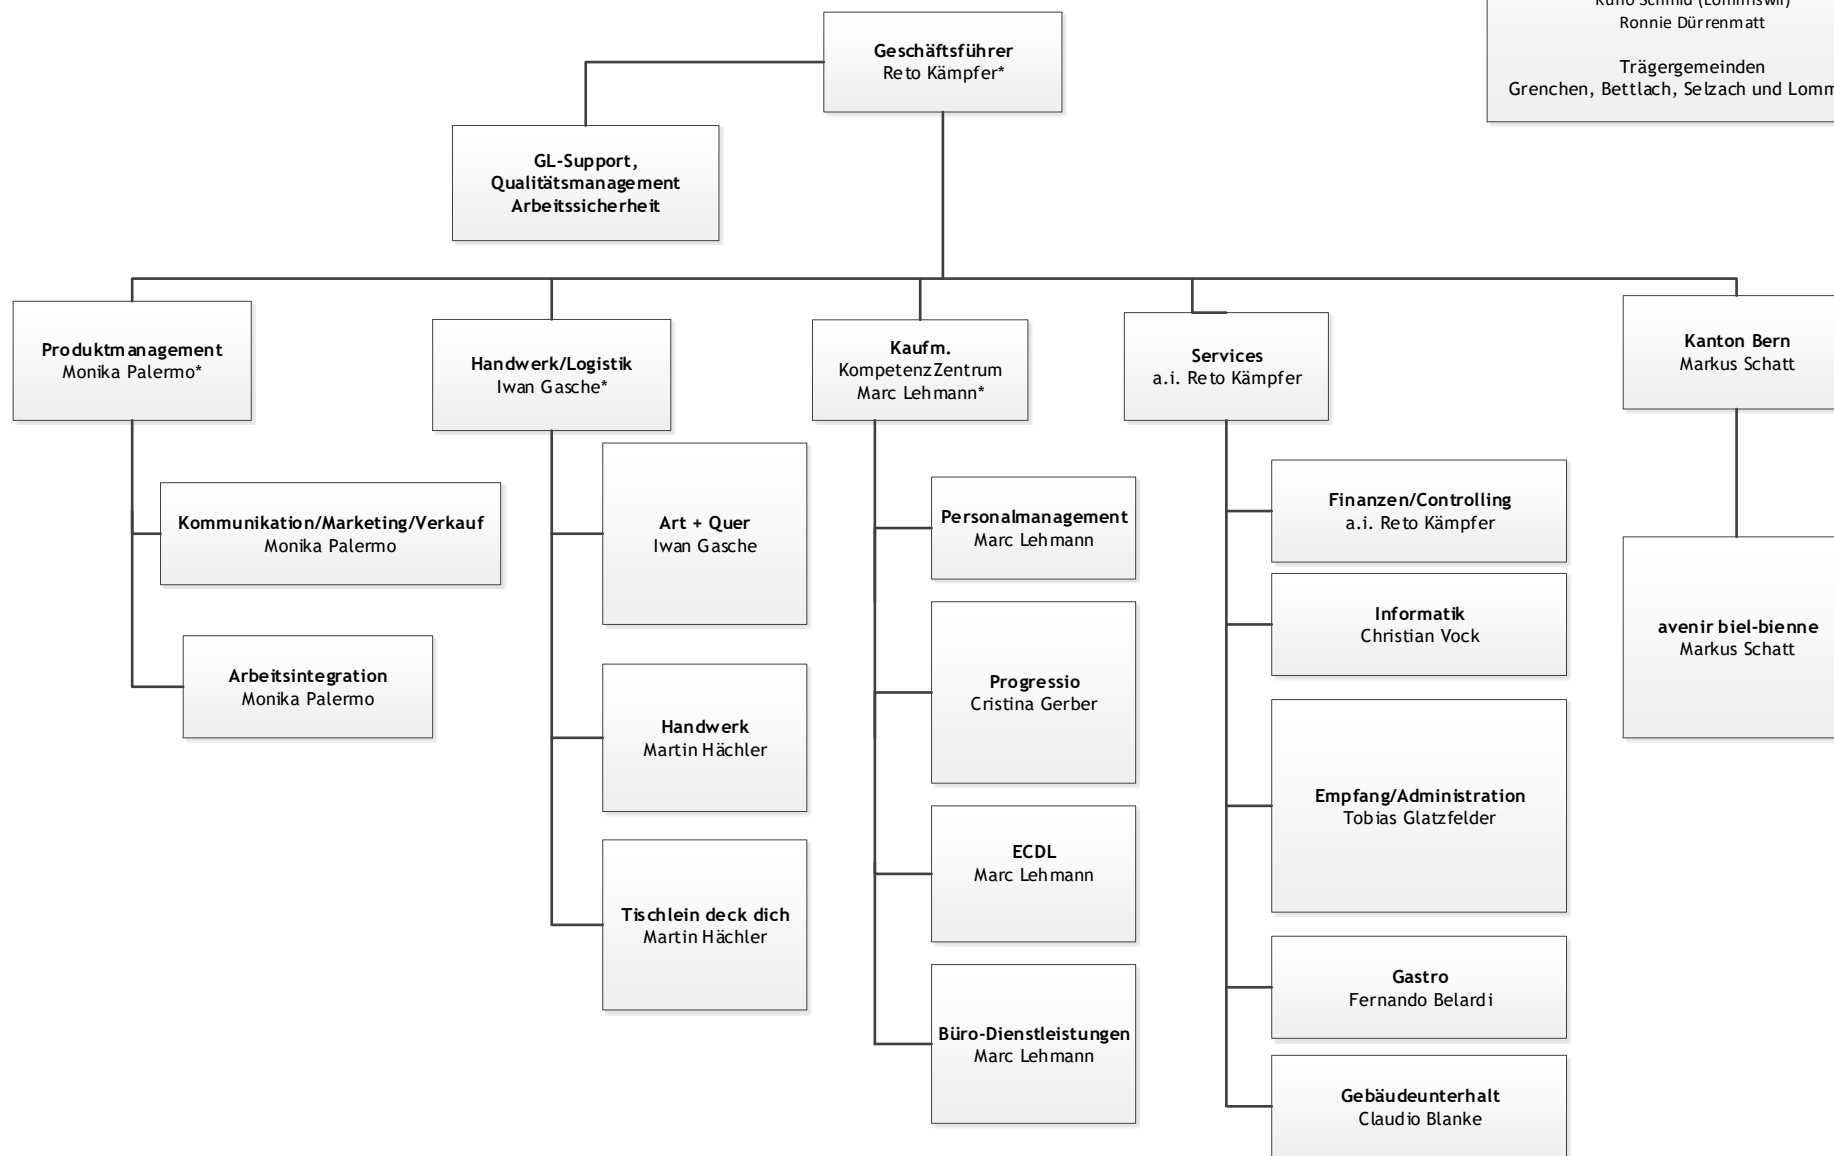 Kuno Schmid (Lommiswil)
Ronnie Dürrenmatt
Trägergemeinden
Grenchen, Bettlach, Selzach und Lomm
Geschäftsführer
Reto Kämpfer*
GL-Support,
Qualitätsmanagement
Arbeitssicherheit
Produktmanagement
Monika Palermo*
Kommunikation/Marketing/Verkauf
Monika Palermo
Arbeitsintegration
Monika Palermo
Handwerk/Logistik
Iwan Gasche*
Art + Quer
Iwan Gasche
Handwerk
Martin Hächler
Tischlein deck dich
Martin Hächler
Kaufm.
KompetenzZentrum
Marc Lehmann*
Personalmanagement
Marc Lehmann
Progressio
Cristina Gerber
ECDL
Marc Lehmann
Büro-Dienstleistungen
Marc Lehmann
Services
a.i. Reto Kämpfer
Finanzen/Controlling
a.i. Reto Kämpfer
Informatik
Christian Vock
Empfang/Administration
Tobias Glatzfelder
Gastro
Fernando Belardi
Gebäudeunterhalt
Claudio Blanke
Kanton Bern
Markus Schatt
avenir biel-bienne
Markus Schatt